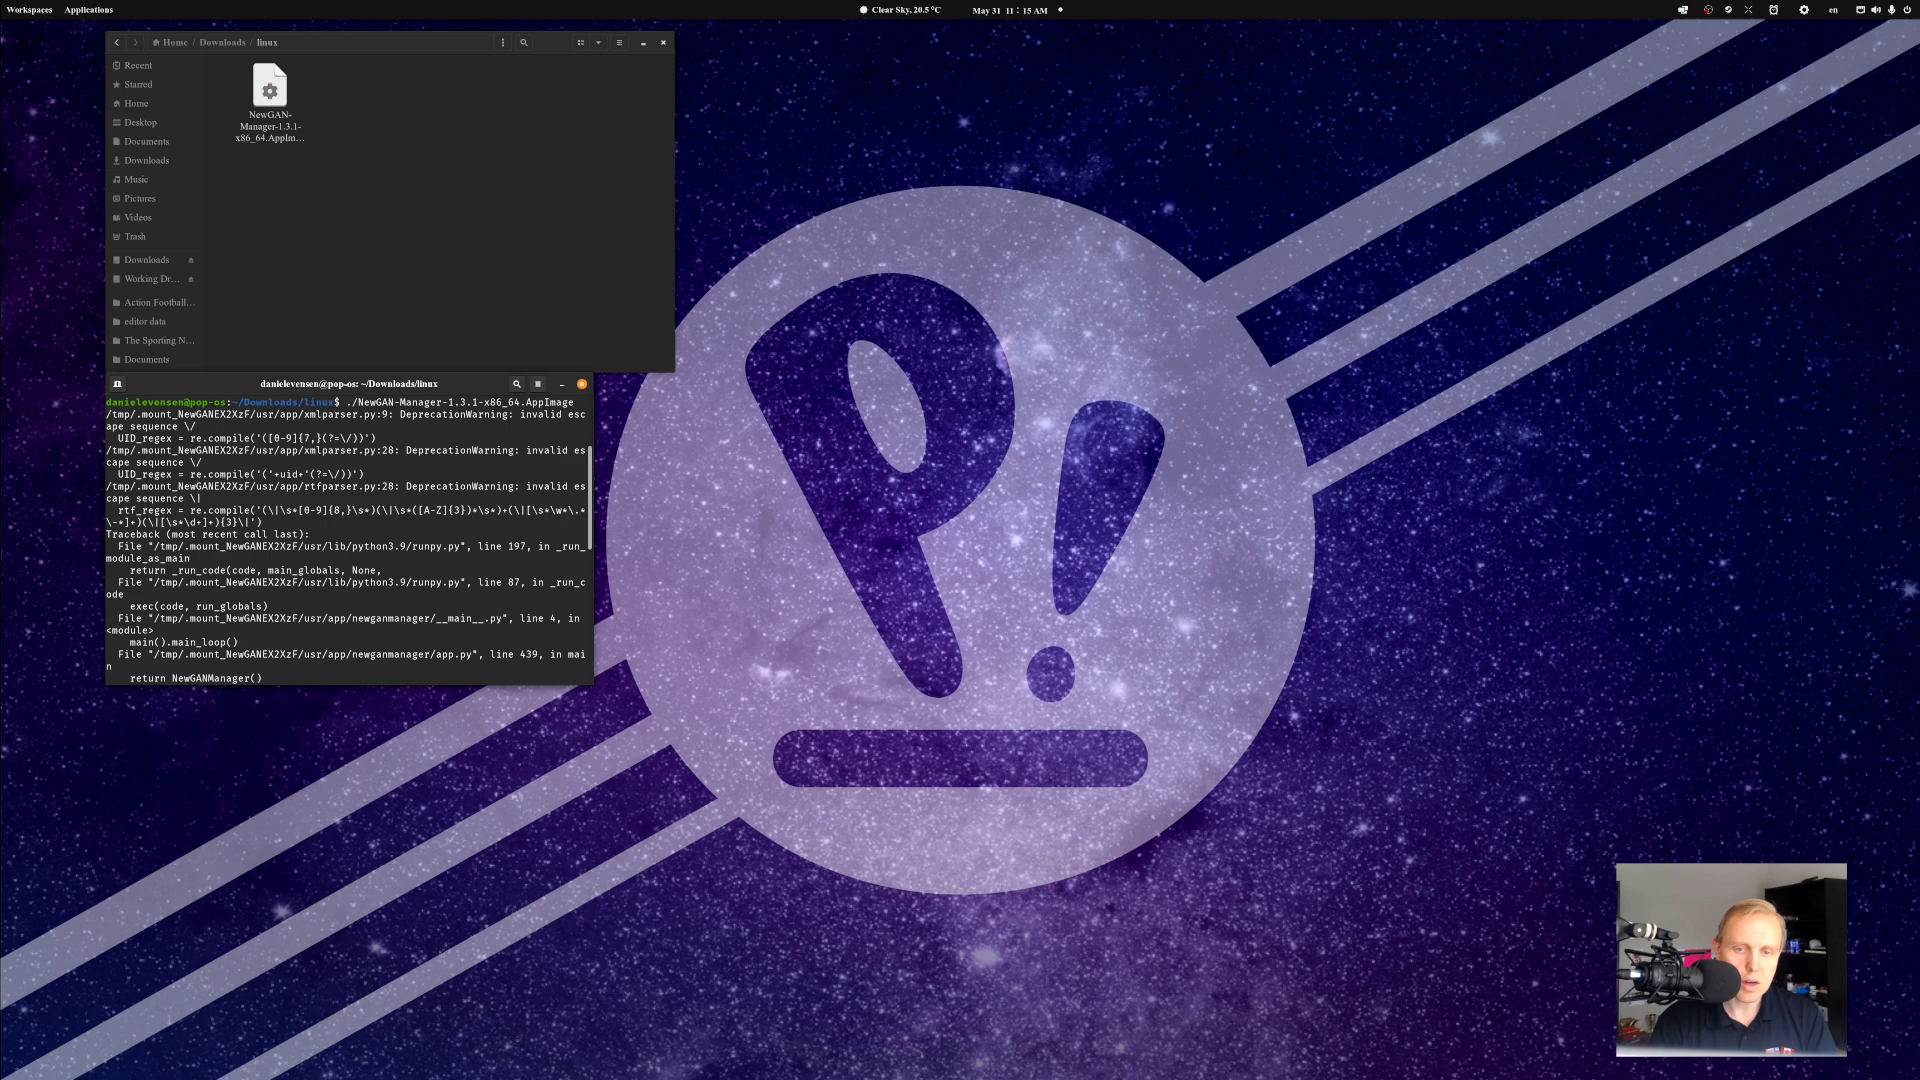 Workspaces Applications
Clear Sky, 20.5 °C May 31 11 : 15 AM
en
Home / Downloads / linux
Recent
Starred
Home
Desktop
Documents
Downloads
Music
Pictures
Videos
Trash
Downloads
Working Dr…
Action Football…
editor data
The Sporting N…
Documents
NewGAN-
Manager-1.3.1-
x86_64.AppIm…
danielevensen@pop-os: ~/Downloads/linux
danielevensen@pop-os:~/Downloads/linux$ ./NewGAN-Manager-1.3.1-x86_64.AppImage
/tmp/.mount_NewGANEX2XzF/usr/app/xmlparser.py:9: DeprecationWarning: invalid esc
ape sequence \/
UID_regex = re.compile('([0-9]{7,}(?=\/))')
/tmp/.mount_NewGANEX2XzF/usr/app/xmlparser.py:28: DeprecationWarning: invalid es
cape sequence \/
UID_regex = re.compile('('+uid+'(?=\/))')
/tmp/.mount_NewGANEX2XzF/usr/app/rtfparser.py:28: DeprecationWarning: invalid es
cape sequence \|
rtf_regex = re.compile('(\|\s*[0-9]{8,}\s*)(\|\s*([A-Z]{3})*\s*)+(\|[\s*\w*\.*
\-*]+)(\|[\s*\d+]+){3}\|')
Traceback (most recent call last):
File "/tmp/.mount_NewGANEX2XzF/usr/lib/python3.9/runpy.py", line 197, in _run_
module_as_main
return _run_code(code, main_globals, None,
File "/tmp/.mount_NewGANEX2XzF/usr/lib/python3.9/runpy.py", line 87, in _run_c
ode
exec(code, run_globals)
File "/tmp/.mount_NewGANEX2XzF/usr/app/newganmanager/__main__.py", line 4, in
<module>
main().main_loop()
File "/tmp/.mount_NewGANEX2XzF/usr/app/newganmanager/app.py", line 439, in mai
n
return NewGANManager()